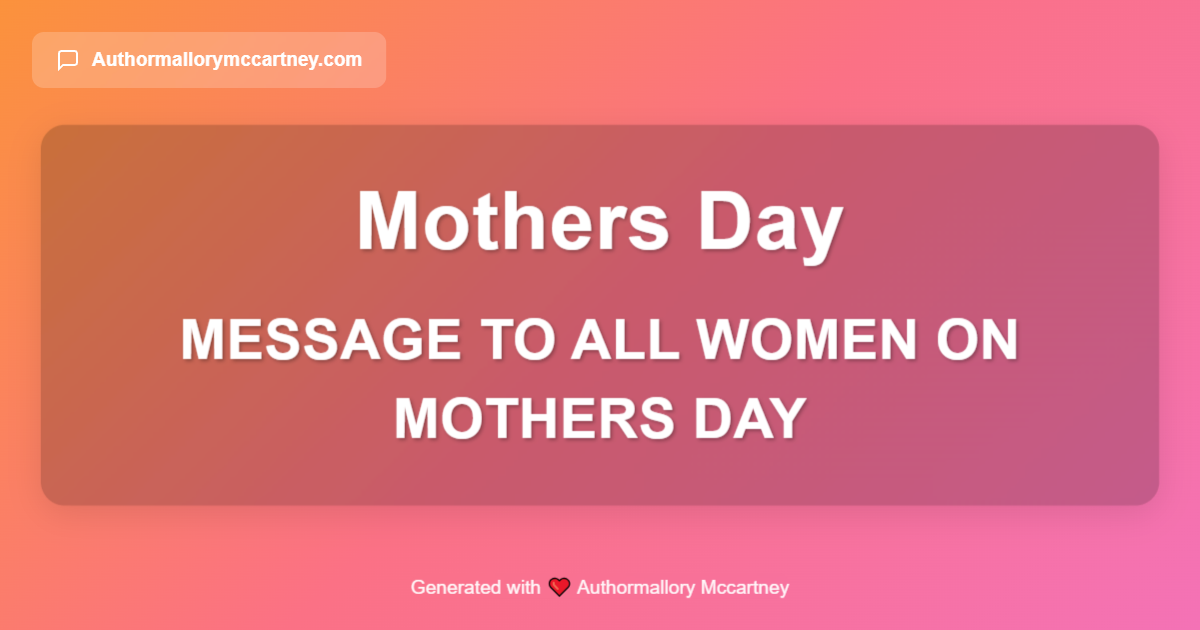 Authormallorymccartney.com
Mothers Day
MESSAGE TO ALL WOMEN ON
MOTHERS DAY
Generated with ❤️ Authormallory Mccartney